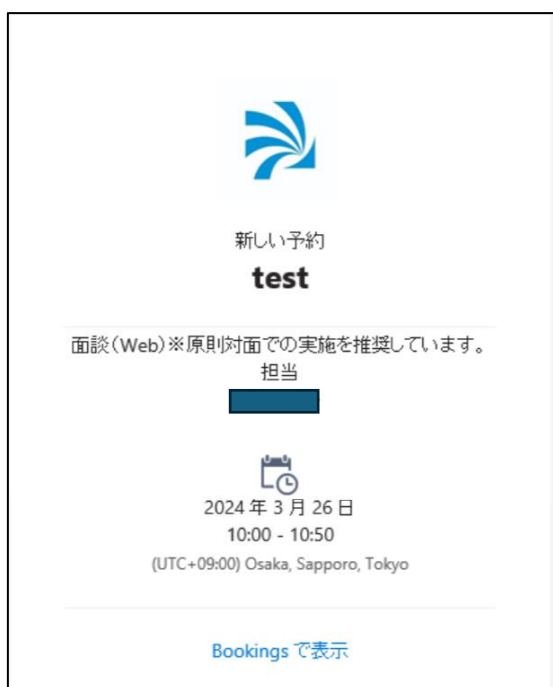 新しい予約
test
面談（Web）※原則対面での実施を推奨しています。
担当
2024 年 3 月 26 日
10:00 - 10:50
(UTC+09:00) Osaka, Sapporo, Tokyo
Bookings で表示